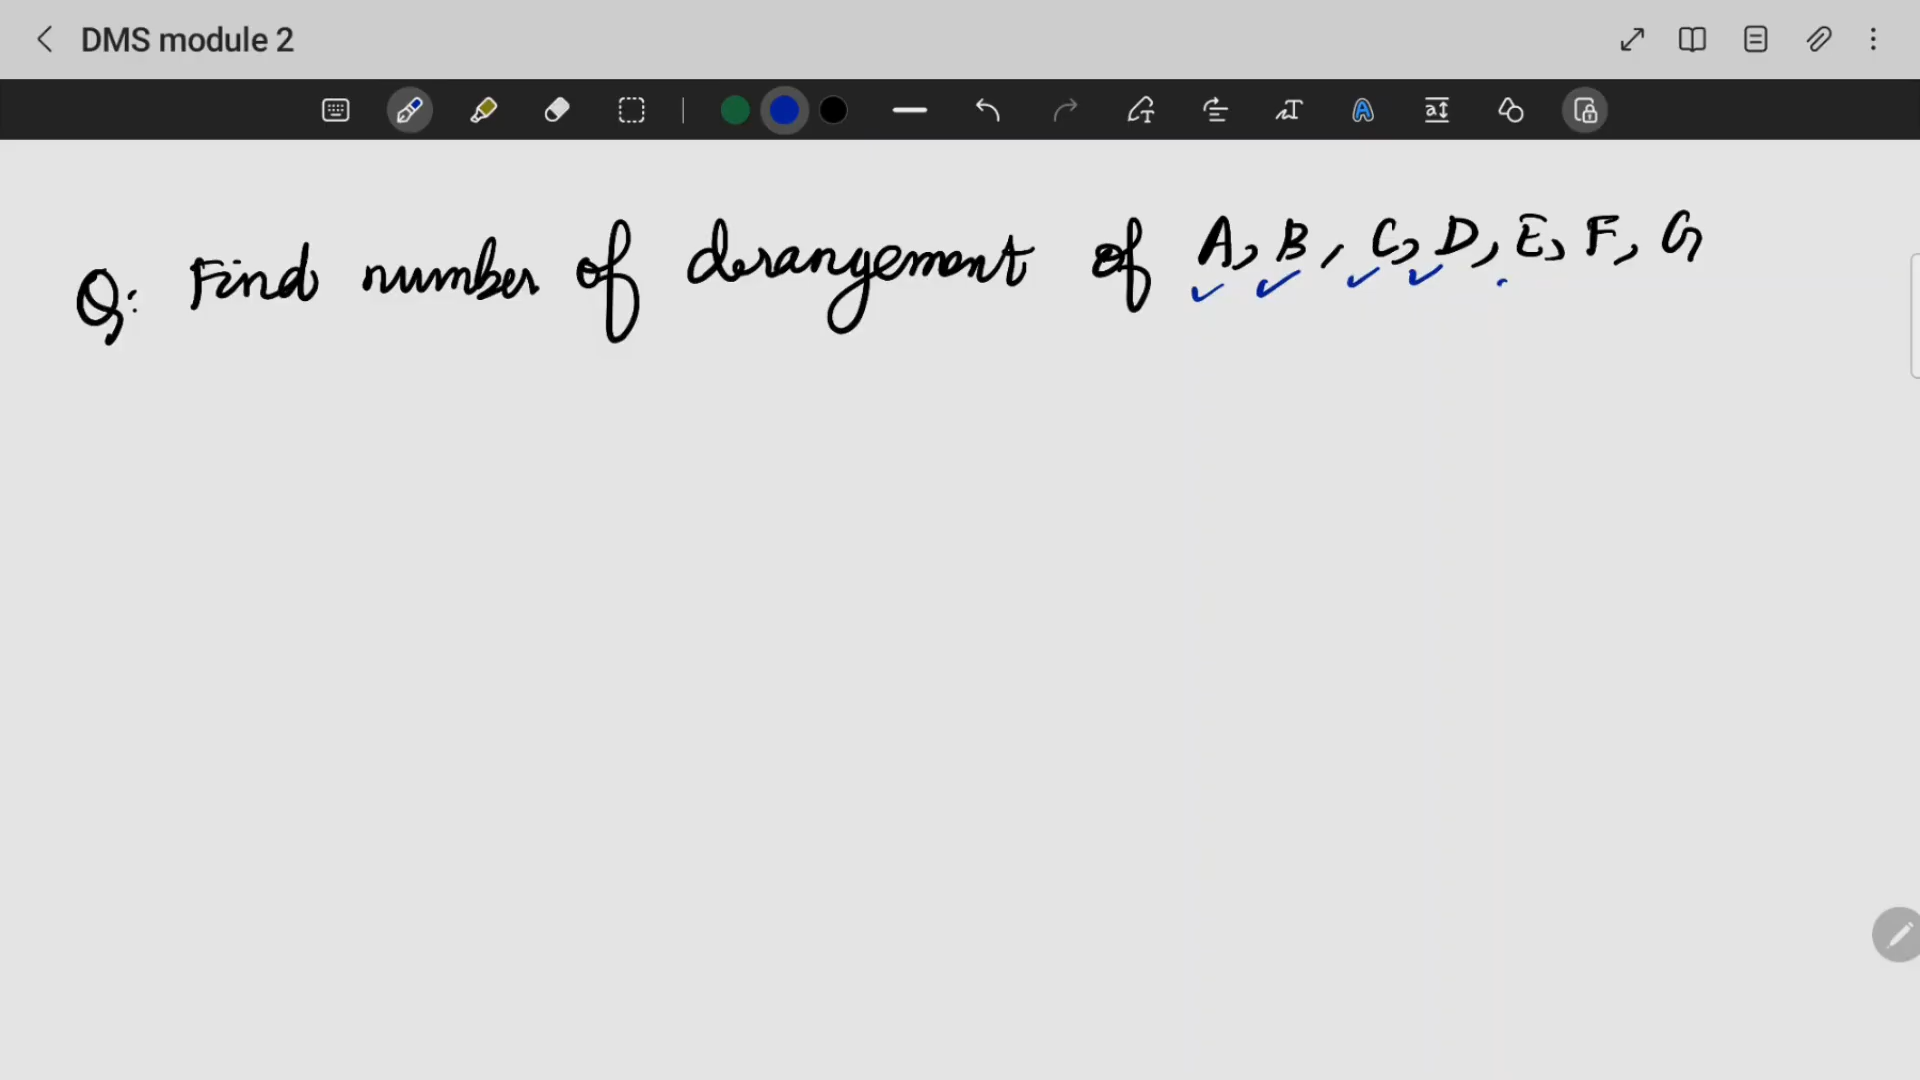 DMS module 2
Q: Find number of derangement of A, B, C, D, E, F, G